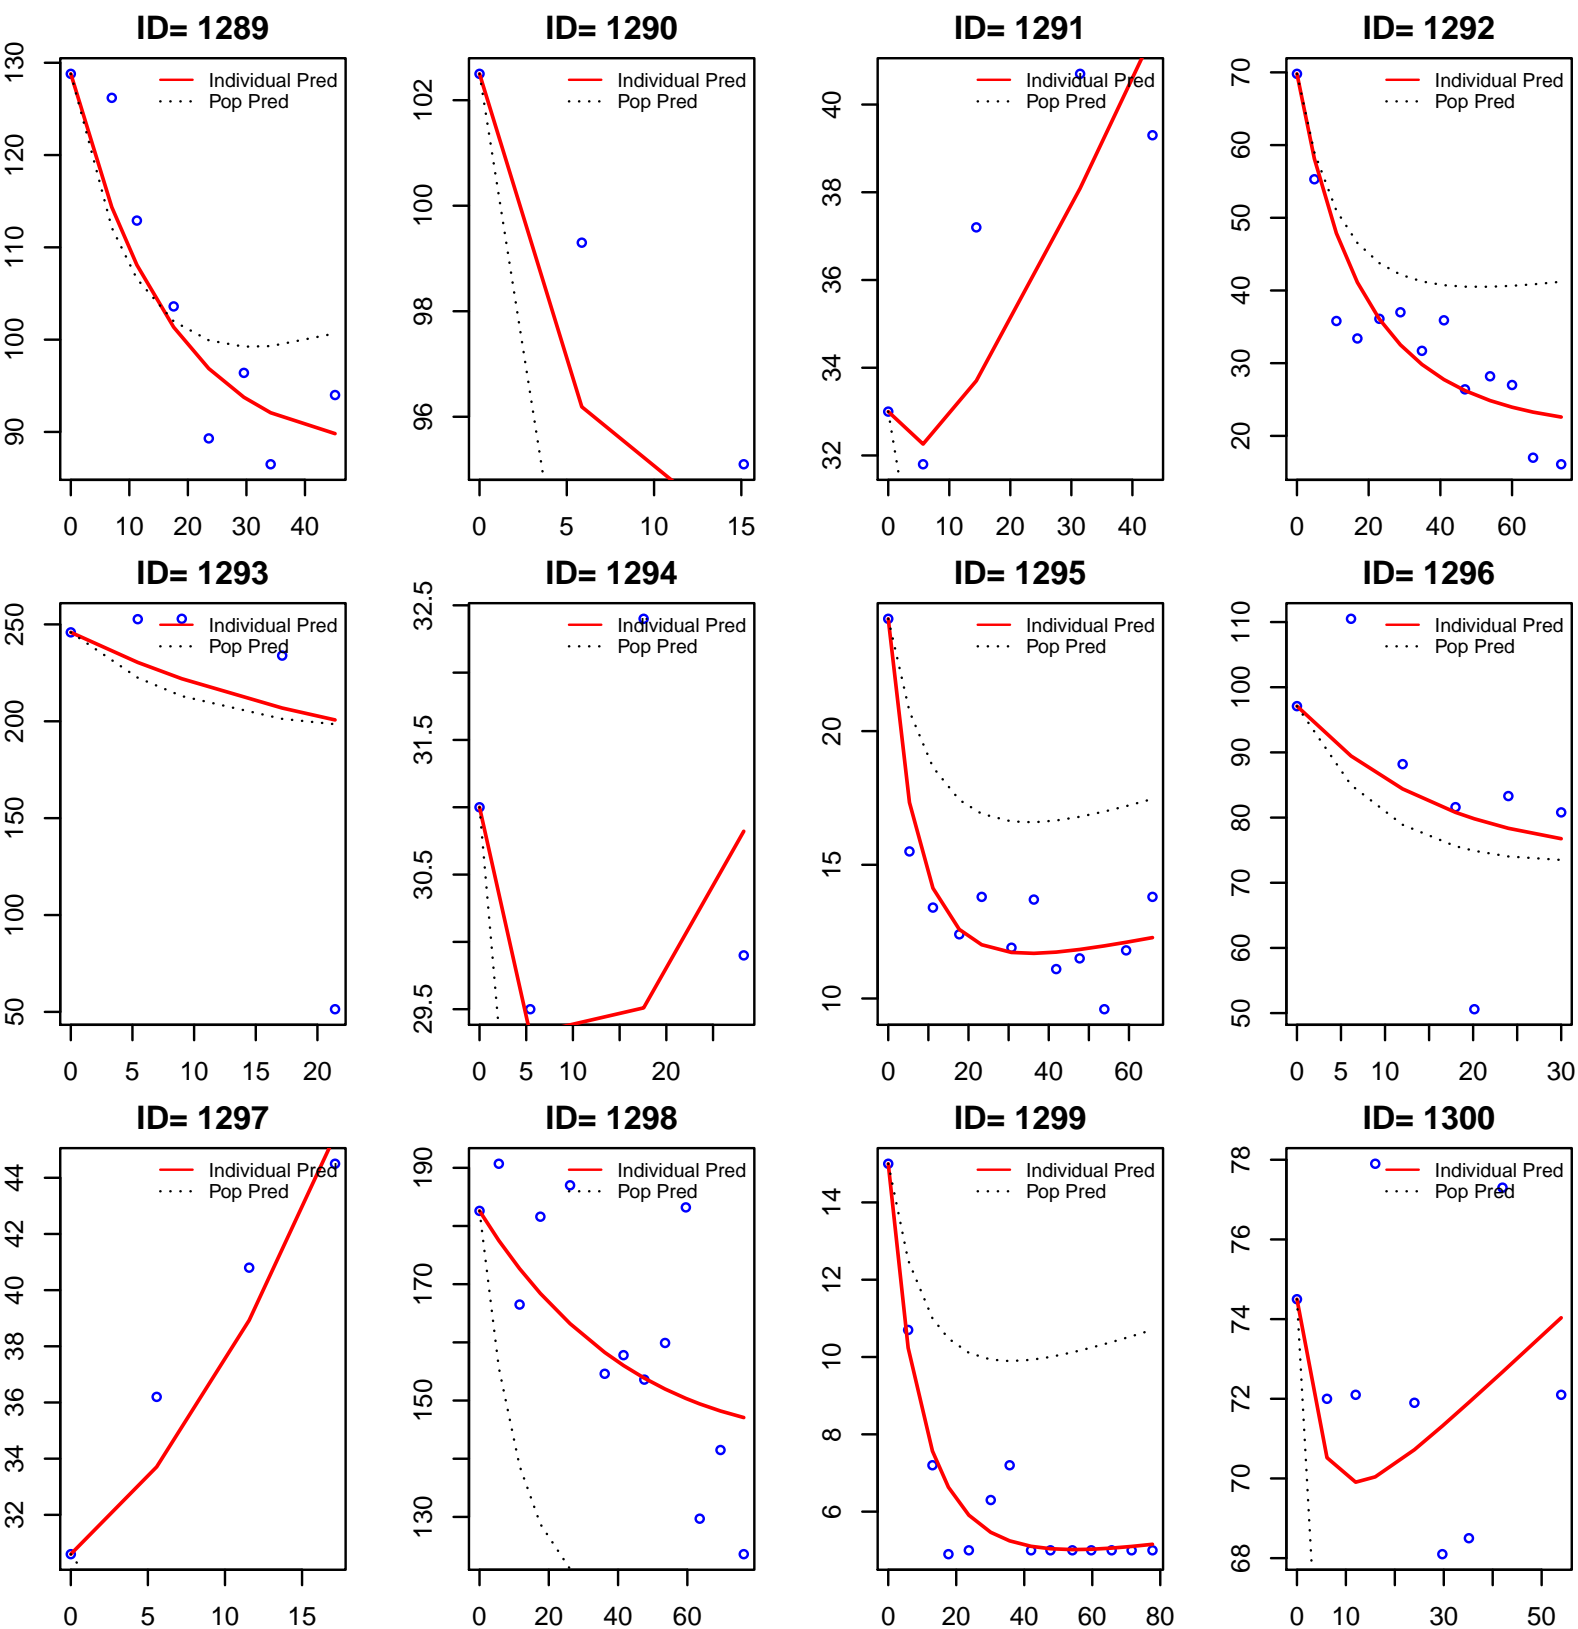 ID= 1289
Individual Pred
Pop Pred
130
120
110
100
90
0 10 20 30 40
ID= 1290
Individual Pred
Pop Pred
102
100
98
96
0 5 10 15
ID= 1291
Individual Pred
Pop Pred
40
38
36
34
32
0 10 20 30 40
ID= 1292
Individual Pred
Pop Pred
70
60
50
40
30
20
0 20 40 60
ID= 1293
Individual Pred
Pop Pred
250
200
150
100
50
0 5 10 15 20
ID= 1294
Individual Pred
Pop Pred
32.5
31.5
30.5
29.5
0 5 10 20
ID= 1295
Individual Pred
Pop Pred
20
15
10
0 20 40 60
ID= 1296
Individual Pred
Pop Pred
110
100
90
80
70
60
50
0 5 10 20 30
ID= 1297
Individual Pred
Pop Pred
44
42
40
38
36
34
32
0 5 10 15
ID= 1298
Individual Pred
Pop Pred
190
170
150
130
0 20 40 60
ID= 1299
Individual Pred
Pop Pred
14
12
10
8
6
0 20 40 60 80
ID= 1300
Individual Pred
Pop Pred
78
76
74
72
70
68
0 10 30 50